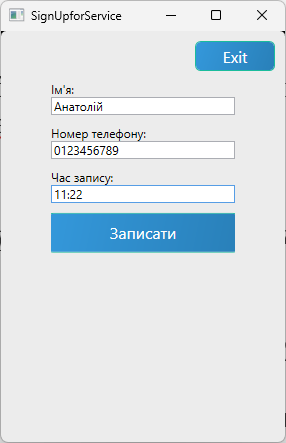 SignUpforService
Exit
Ім'я:
Анатолій
Номер телефону:
0123456789
Час запису:
11:22
Записати